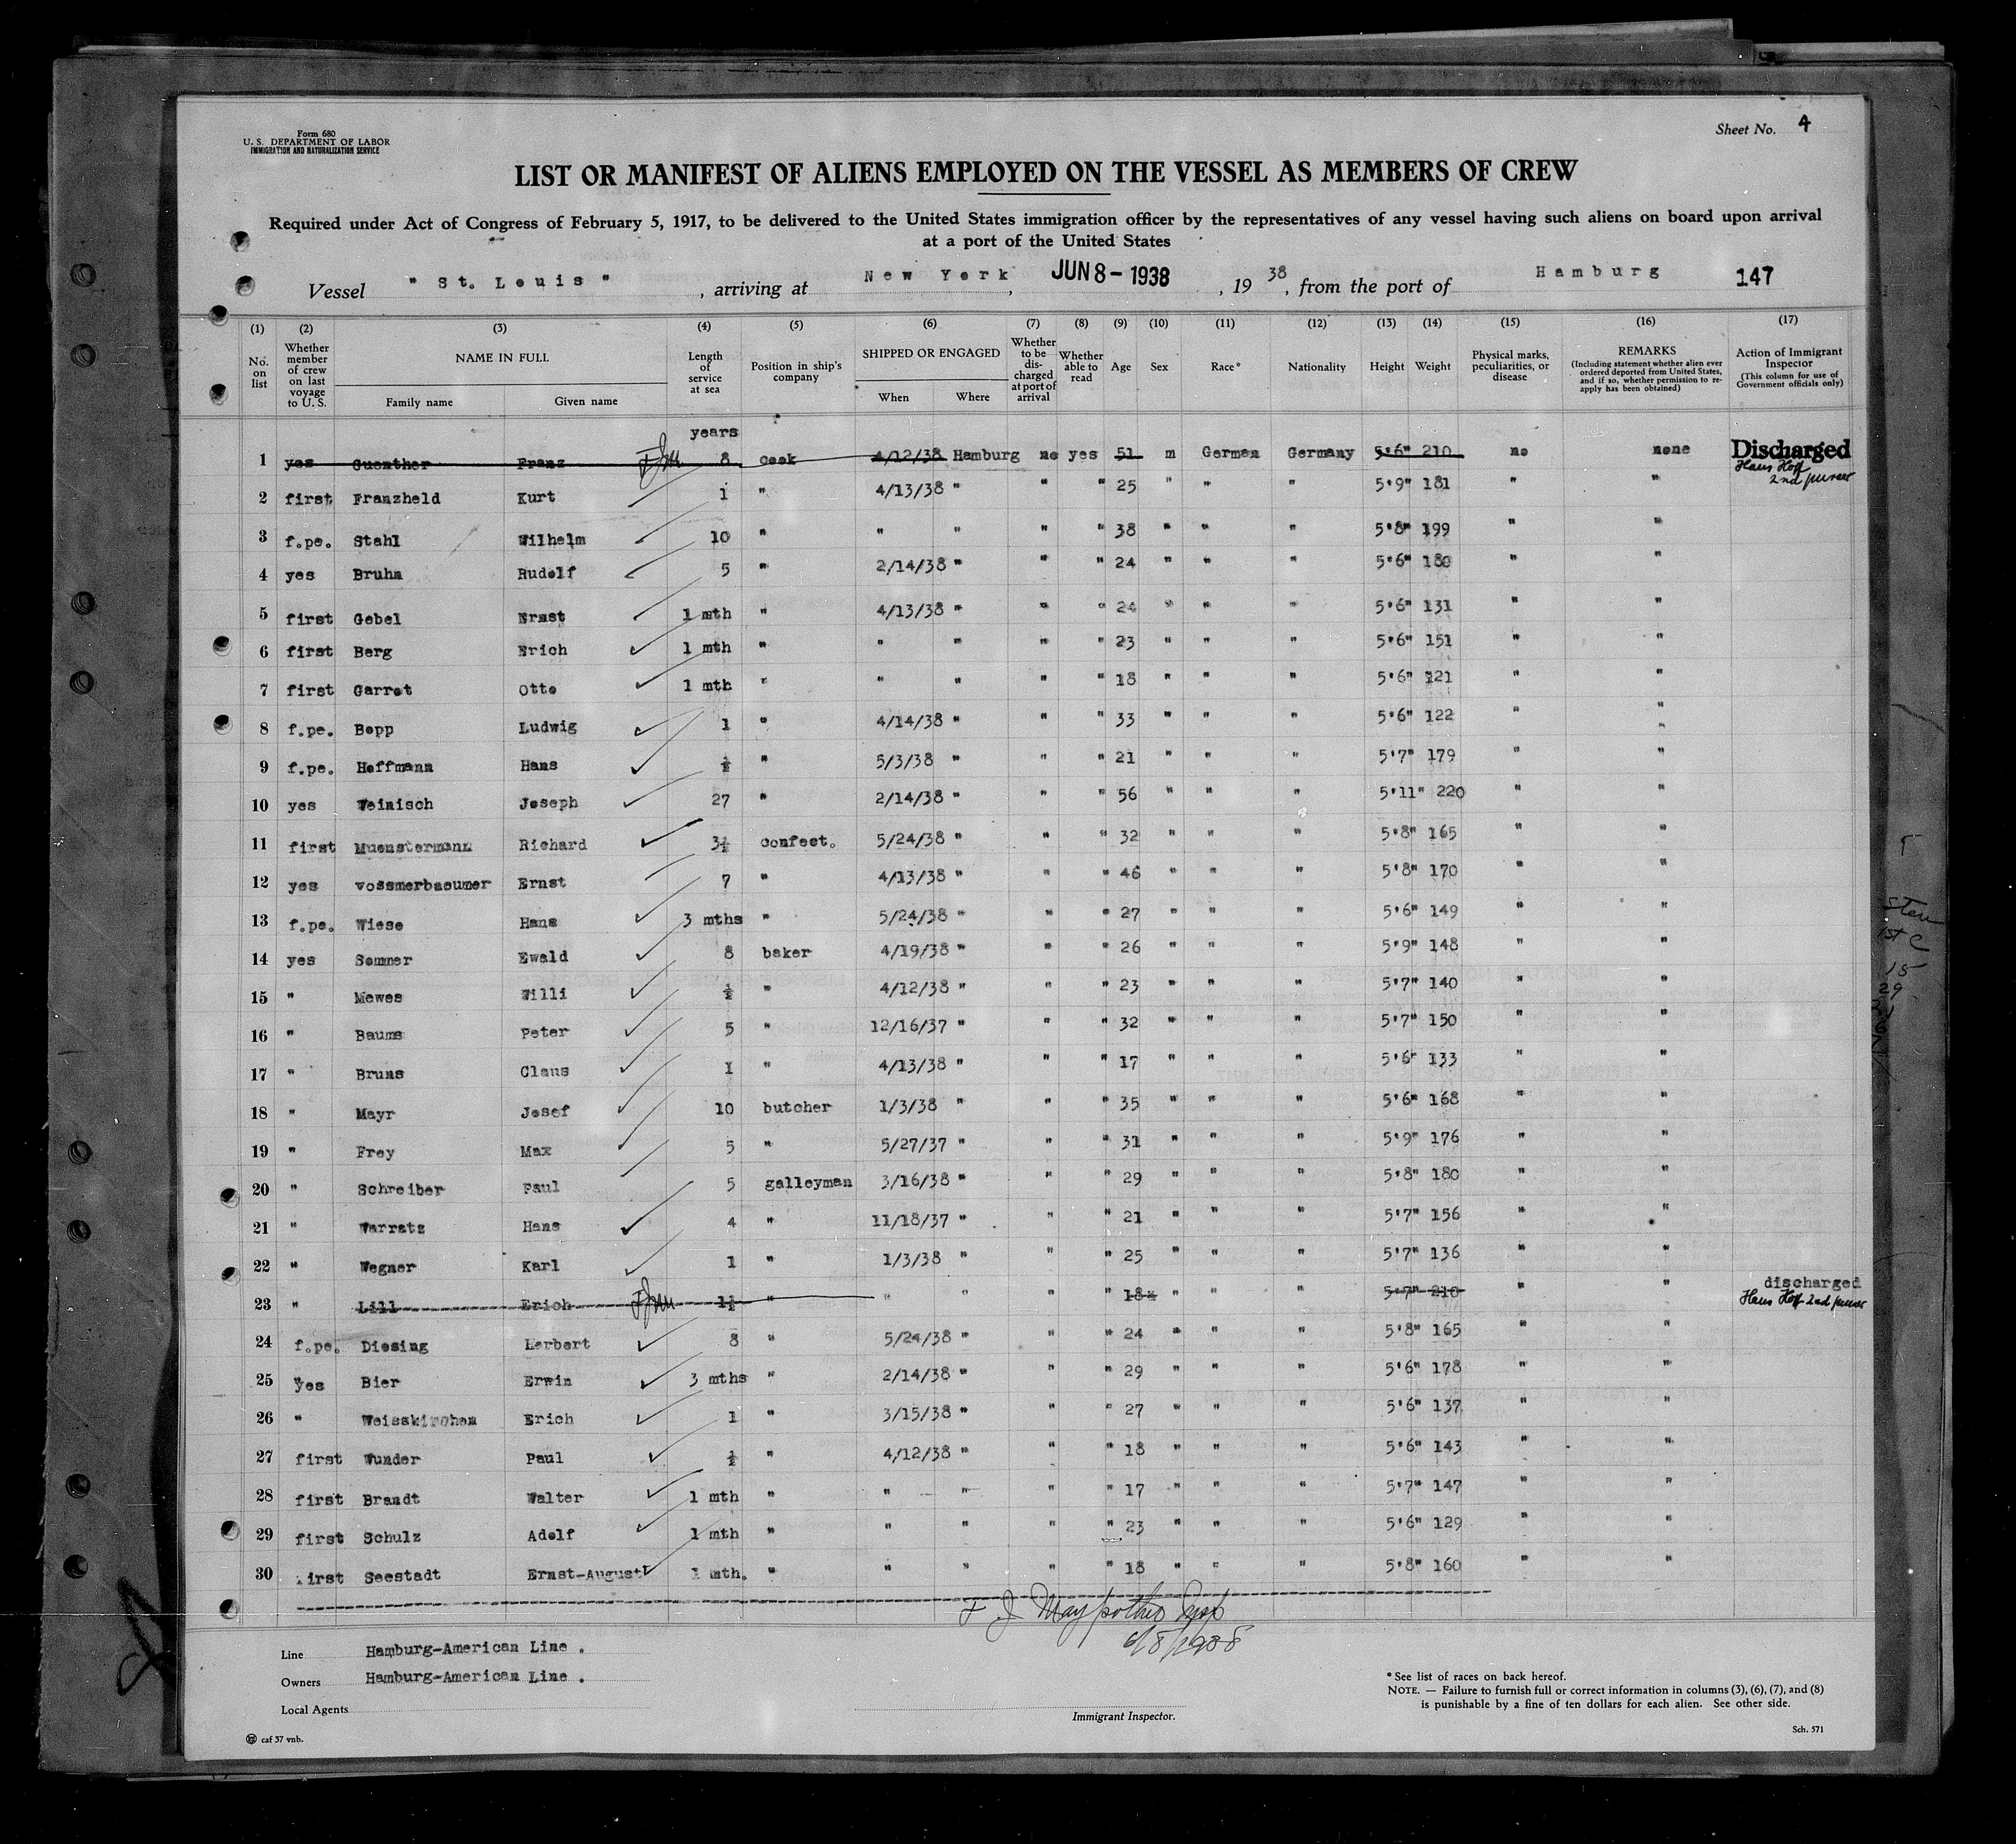 Form 680
U. S. DEPARTMENT OF LABOR
IMMIGRATION AND NATURALIZATION SERVICE
Sheet No. 4
LIST OR MANIFEST OF ALIENS EMPLOYED ON THE VESSEL AS MEMBERS OF CREW
Required under Act of Congress of February 5, 1917, to be delivered to the United States immigration officer by the representatives of any vessel having such aliens on board upon arrival
at a port of the United States
Vessel " St. Louis " , arriving at New York , JUN 8 - 1938 , 19 38 , from the port of Hamburg 147
(1) (2) (3) (4) (5) (6) (7) (8) (9) (10) (11) (12) (13) (14) (15) (16) (17)
No. on list Whether member of crew on last voyage to U. S. NAME IN FULL Family name Given name Length of service at sea Position in ship's company SHIPPED OR ENGAGED When Where Whether to be discharged at port of arrival Whether able to read Age Sex Race* Nationality Height Weight Physical marks, peculiarities, or disease REMARKS (Including statement whether alien ever ordered deported from United States, and if so, whether permission to reapply has been obtained) Action of Immigrant Inspector (This column for use of Government officials only)
years
1 yes Guenther Franz 8 cook 4/12/38 Hamburg no yes 51 m German Germany 5'6" 210 no none Discharged
Hans Hoff
2nd purser
2 first Franzheld Kurt 1 " 4/13/38 " " " 25 " " " 5'9" 181 " "
3 f.pe. Stahl Wilhelm 10 " " " " " 38 " " " 5'8" 199 " "
4 yes Bruhn Rudolf 5 " 2/14/38 " " " 24 " " " 5'6" 180 " "
5 first Gebel Ernst 1 mth " 4/13/38 " " " 24 " " " 5'6" 131 " "
6 first Berg Erich 1 mth " " " " " 23 " " " 5'6" 151 " "
7 first Garret Otto 1 mth " " " " " 18 " " " 5'6" 121 " "
8 f.pe. Bopp Ludwig 1 " 4/14/38 " " " 33 " " " 5'6" 122 " "
9 f.pe. Hoffmann Hans ½ " 5/3/38 " " " 21 " " " 5'7" 179 " "
10 yes Weinisch Joseph 27 " 2/14/38 " " " 56 " " " 5'11" 220 " "
11 first Muenstermann Richard 3½ confect. 5/24/38 " " " 32 " " " 5'8" 165 " "
12 yes Vossmerbaeumer Ernst 7 " 4/13/38 " " " 46 " " " 5'8" 170 " "
13 f.pe. Wiese Hans 3 mths " 5/24/38 " " " 27 " " " 5'6" 149 " "
14 yes Sommer Ewald 8 baker 4/19/38 " " " 26 " " " 5'9" 148 " "
15 " Mewes Willi ½ " 4/12/38 " " " 23 " " " 5'7" 140 " "
16 " Baums Peter 5 " 12/16/37 " " " 32 " " " 5'7" 150 " "
17 " Bruns Claus 1 " 4/13/38 " " " 17 " " " 5'6" 133 " "
18 " Mayr Josef 10 butcher 1/3/38 " " " 35 " " " 5'6" 168 " "
19 " Frey Max 5 " 5/27/37 " " " 31 " " " 5'9" 176 " "
20 " Schreiber Paul 5 galleyman 3/16/38 " " " 29 " " " 5'8" 180 " "
21 " Warratz Hans 4 " 11/18/37 " " " 21 " " " 5'7" 156 " "
22 " Wegner Karl 1 " 1/3/38 " " " 25 " " " 5'7" 136 " "
23 " Lill Erich 1½ " " " " " 18 " " 5'7" 210 " " discharged
Hans Hoff 2nd purser
24 f.pe. Diesing Herbert 8 " 5/24/38 " " " 24 " " " 5'8" 165 " "
25 yes Bier Erwin 3 mths " 2/14/38 " " " 29 " " " 5'6" 178 " "
26 " Weisskirchen Erich 1 " 3/15/38 " " " 27 " " " 5'6" 137 " "
27 first Wunder Paul ½ " 4/12/38 " " " 18 " " " 5'6" 143 " "
28 first Brandt Walter 1 mth " " " " " 17 " " " 5'7" 147 " "
29 first Schulz Adolf 1 mth " " " " " 23 " " " 5'6" 129 " "
30 first Seestadt Ernst-August 1 mth. " " " " " 18 " " " 5'8" 160 " "
6/8/1938
Line Hamburg-American Line .
Owners Hamburg-American Line .
Local Agents
Immigrant Inspector.
* See list of races on back hereof.
NOTE. — Failure to furnish full or correct information in columns (3), (6), (7), and (8)
is punishable by a fine of ten dollars for each alien. See other side.
caf 37 vnb.
Sch. 571